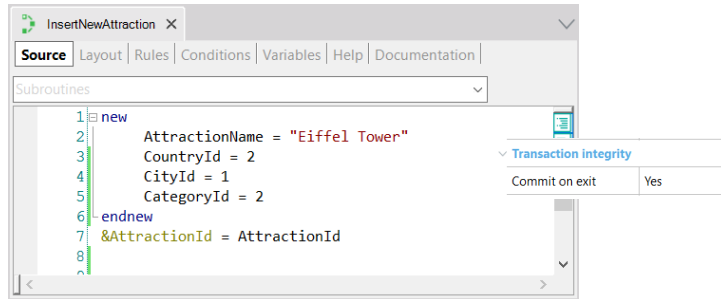 InsertNewAttraction X
Source Layout Rules Conditions Variables Help Documentation
Subroutines
1 new
2 AttractionName = "Eiffel Tower"
3 CountryId = 2
4 CityId = 1
5 CategoryId = 2
6 endnew
7 &AttractionId = AttractionId
8
Transaction integrity
Commit on exit Yes